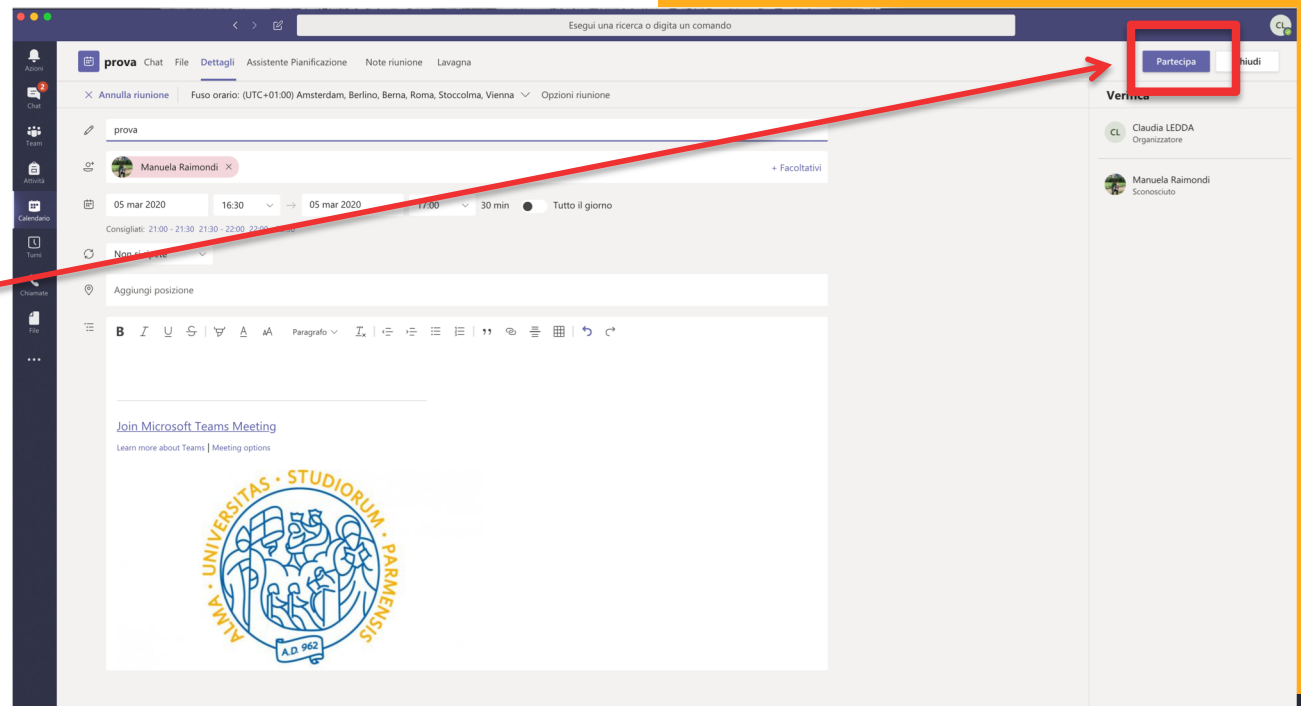 Esegui una ricerca o digita un comando
CL
Azioni
2
Chat
Team
Attività
Calendario
Turni
Chiamate
File
prova Chat File Dettagli Assistente Pianificazione Note riunione Lavagna
Partecipa
Annulla riunione Fuso orario: (UTC+01:00) Amsterdam, Berlino, Berna, Roma, Stoccolma, Vienna Opzioni riunione
prova
Manuela Raimondi ×
+ Facoltativi
05 mar 2020 16:30 → 05 mar 2020 17:00 30 min Tutto il giorno
Consigliati: 21:00 - 21:30 21:30 - 22:00
Aggiungi posizione
B I U S A AA Paragrafo
Join Microsoft Teams Meeting
Learn more about Teams | Meeting options
ALMA · UNIVERSITAS · STUDIORUM · PARMENSIS
A.D. 962
CL Claudia LEDDA
Organizzatore
Manuela Raimondi
Sconosciuto